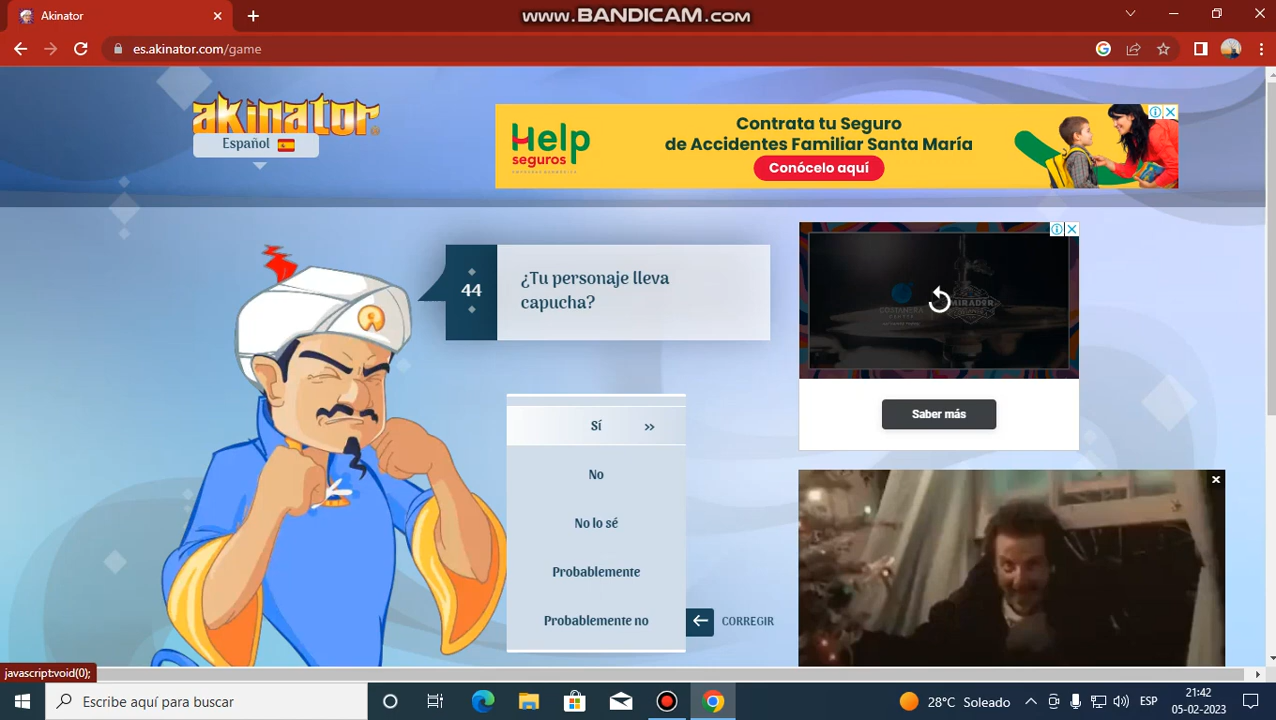 Akinator
www.BANDICAM.com
es.akinator.com/game
akinator
Español
Help
seguros
Contrata tu Seguro
de Accidentes Familiar Santa María
Conócelo aquí
44
¿Tu personaje lleva
capucha?
COSTANERA
MIRADOR
Saber más
Sí
No
No lo sé
Probablemente
Probablemente no
CORREGIR
javascript:void(0);
Escribe aquí para buscar
28°C Soleado
ESP
21:42
05-02-2023